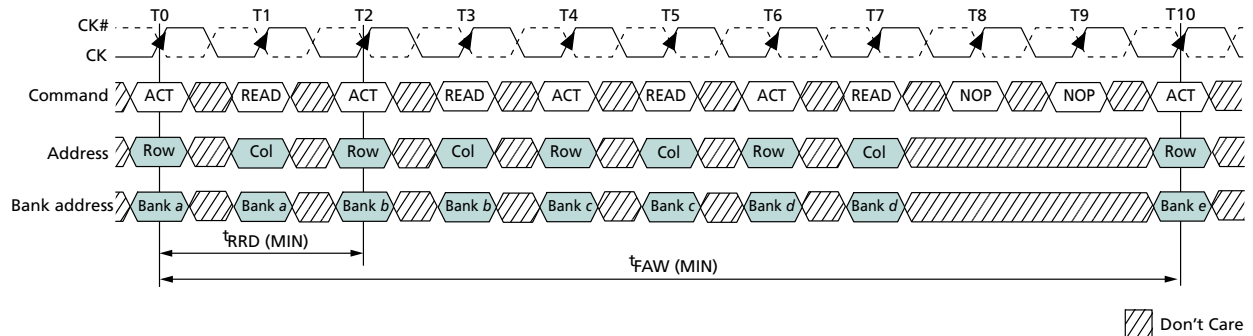 T0 T1 T2 T3 T4 T5 T6 T7 T8 T9 T10
CK#
CK
Command ACT READ ACT READ ACT READ ACT READ NOP NOP ACT
Address Row Col Row Col Row Col Row Col Row
Bank address Bank a Bank a Bank b Bank b Bank c Bank c Bank d Bank d Bank e
tRRD (MIN)
tFAW (MIN)
Don't Care